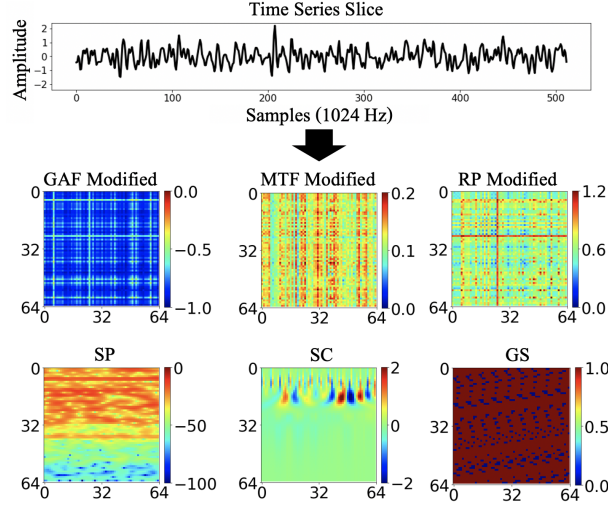 Time Series Slice
Amplitude
2
1
0
−1
−2
0 100 200 300 400 500
Samples (1024 Hz)
GAF Modified MTF Modified RP Modified
0 0.0 0 0.2 0 1.2
32 −0.5 32 0.1 32 0.6
64 −1.0 64 0.0 64 0.0
0 32 64 0 32 64 0 32 64
SP SC GS
0 0 0 2 0 1.0
32 −50 32 0 32 0.5
64 −100 64 −2 64 0.0
0 32 64 0 32 64 0 32 64